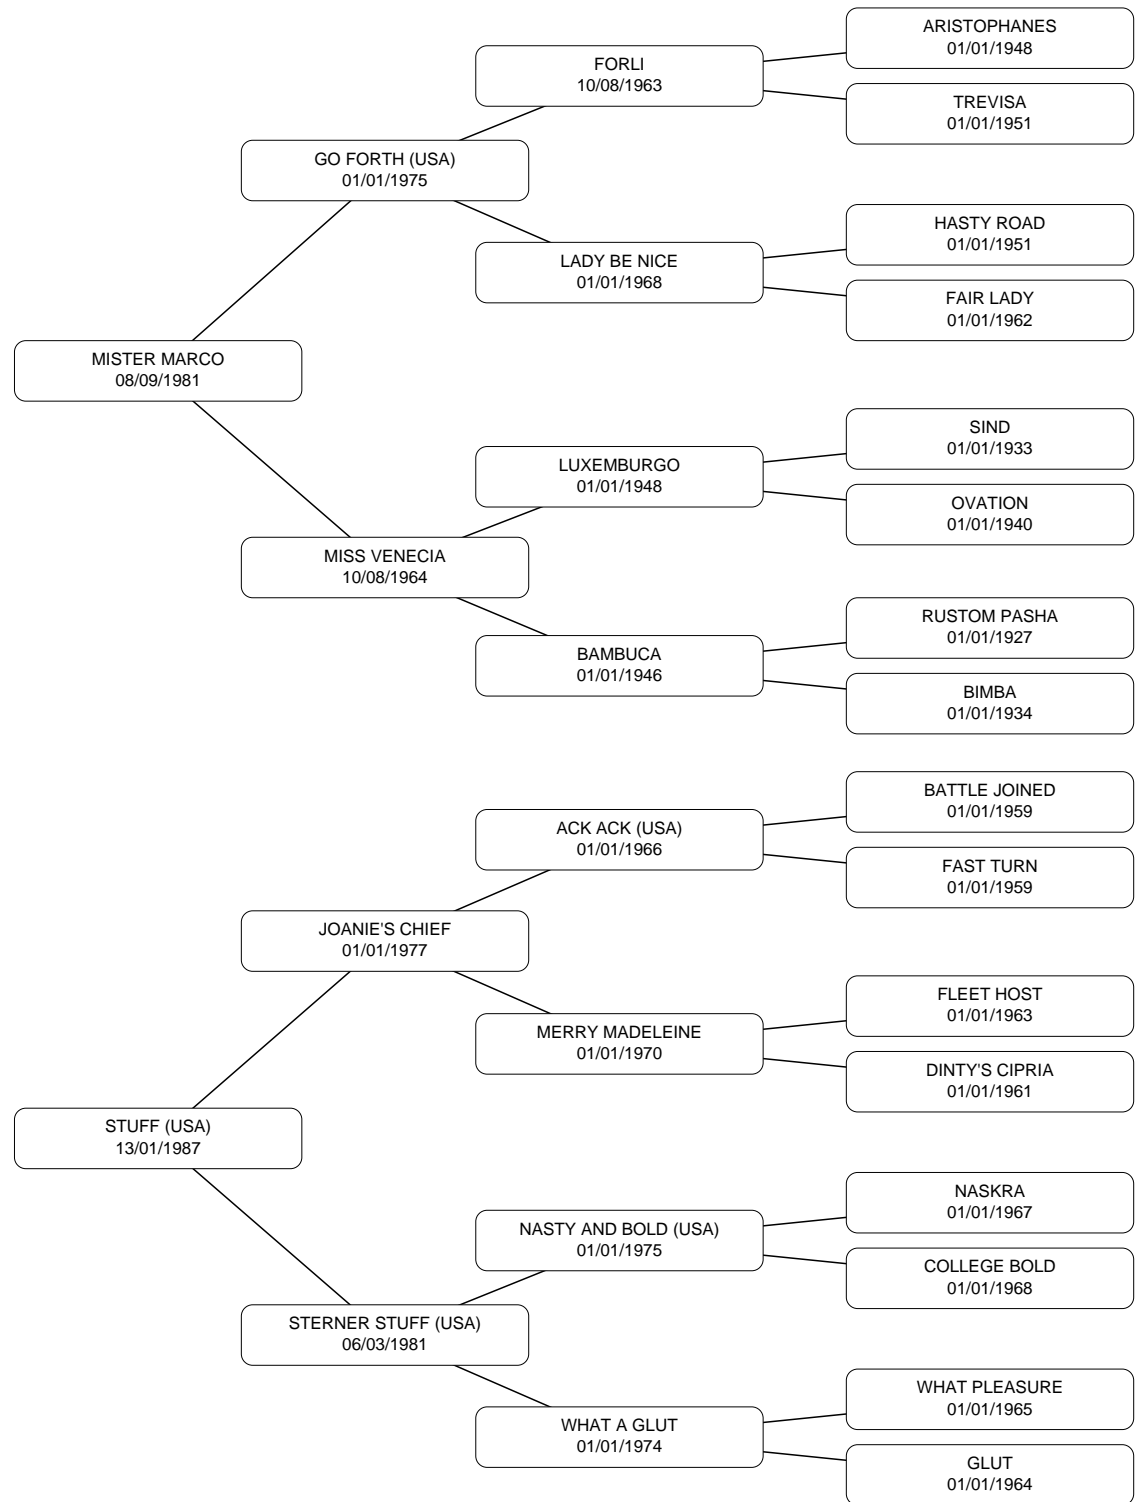 ARISTOPHANES
01/01/1948
FORLI
10/08/1963
TREVISA
01/01/1951
GO FORTH (USA)
01/01/1975
HASTY ROAD
01/01/1951
LADY BE NICE
01/01/1968
FAIR LADY
01/01/1962
MISTER MARCO
08/09/1981
SIND
01/01/1933
LUXEMBURGO
01/01/1948
OVATION
01/01/1940
MISS VENECIA
10/08/1964
RUSTOM PASHA
01/01/1927
BAMBUCA
01/01/1946
BIMBA
01/01/1934
BATTLE JOINED
01/01/1959
ACK ACK (USA)
01/01/1966
FAST TURN
01/01/1959
JOANIE'S CHIEF
01/01/1977
FLEET HOST
01/01/1963
MERRY MADELEINE
01/01/1970
DINTY'S CIPRIA
01/01/1961
STUFF (USA)
13/01/1987
NASKRA
01/01/1967
NASTY AND BOLD (USA)
01/01/1975
COLLEGE BOLD
01/01/1968
STERNER STUFF (USA)
06/03/1981
WHAT PLEASURE
01/01/1965
WHAT A GLUT
01/01/1974
GLUT
01/01/1964